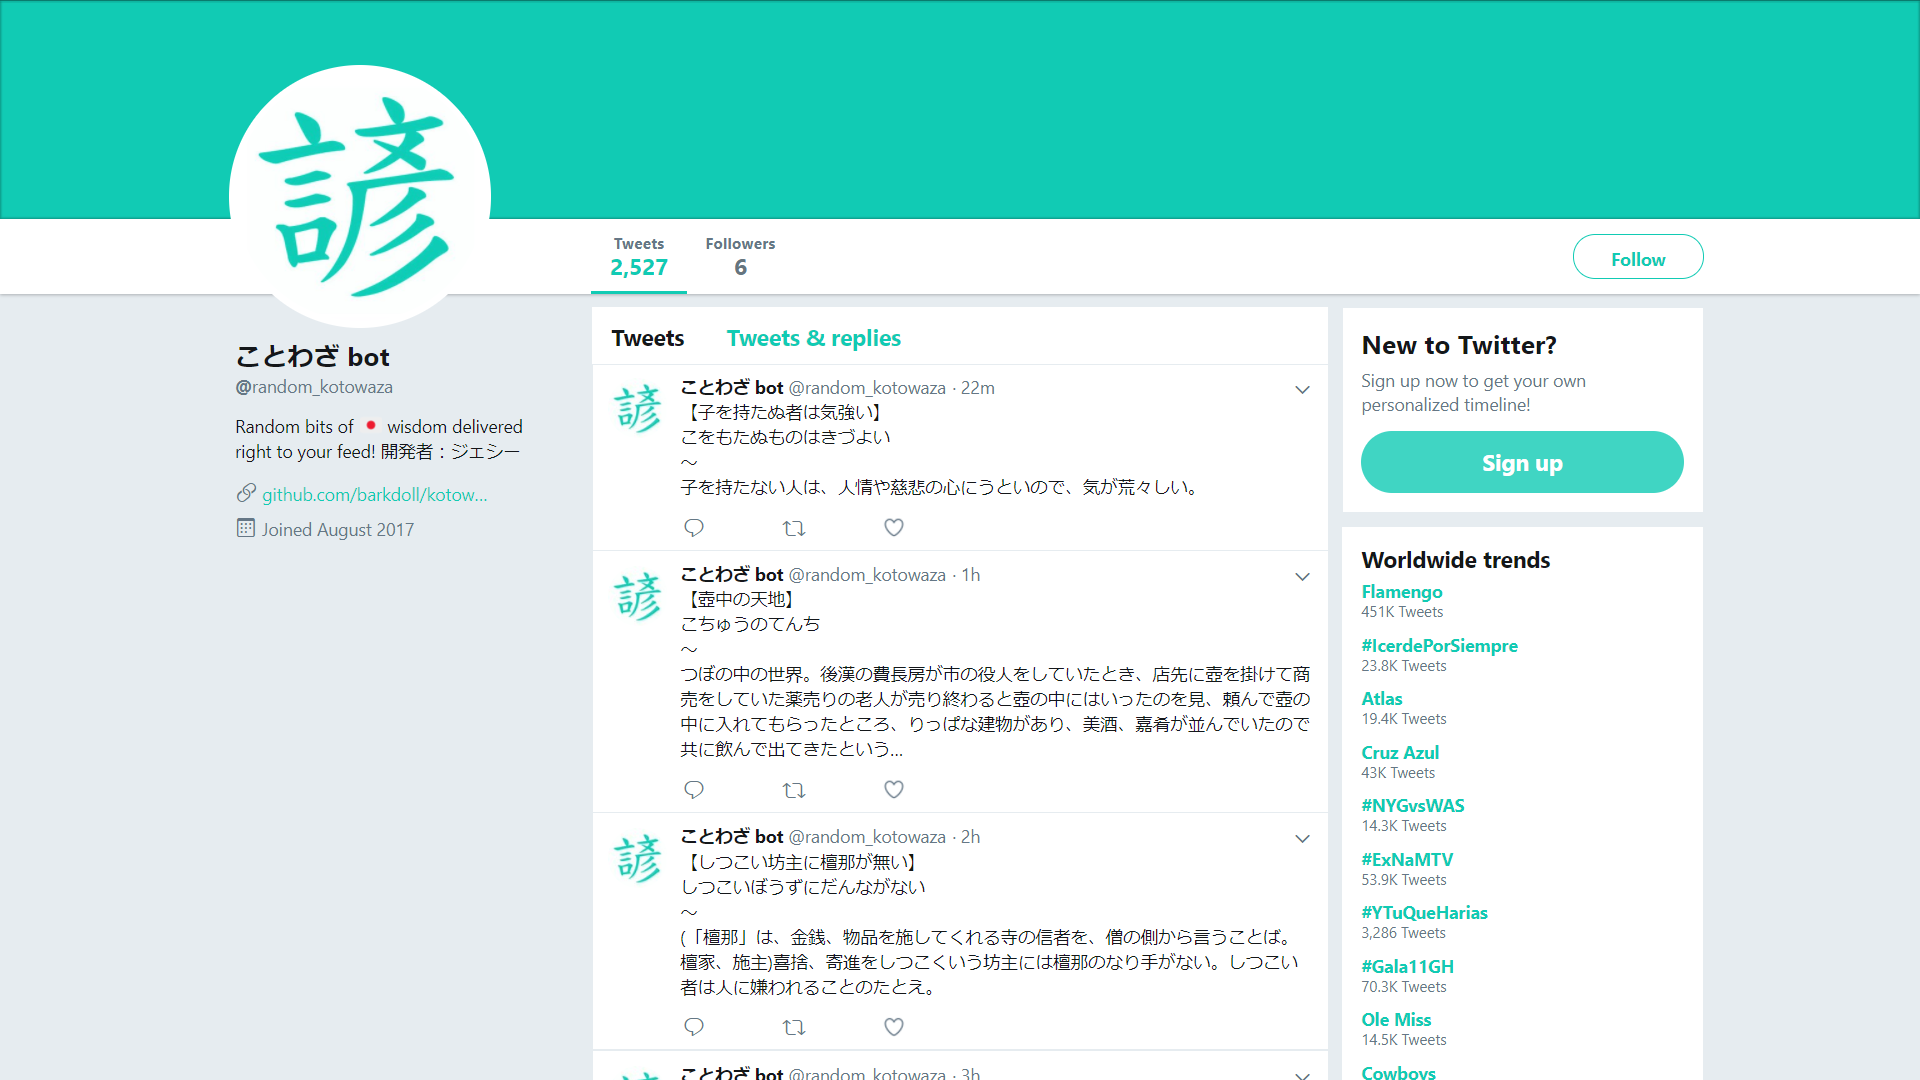 諺
Tweets
2,527
Followers
6
Follow
ことわざ bot
@random_kotowaza
Random bits of 🇯🇵 wisdom delivered
right to your feed! 開発者：ジェシー
github.com/barkdoll/kotow...
Joined August 2017
Tweets
Tweets & replies
諺
ことわざ bot @random_kotowaza · 22m
【子を持たぬ者は気強い】
こをもたぬものはきづよい
～
子を持たない人は、人情や慈悲の心にうといので、気が荒々しい。
諺
ことわざ bot @random_kotowaza · 1h
【壺中の天地】
こちゅうのてんち
～
つぼの中の世界。後漢の費長房が市の役人をしていたとき、店先に壺を掛けて商
売をしていた薬売りの老人が売り終わると壺の中にはいったのを見、頼んで壺の
中に入れてもらったところ、りっぱな建物があり、美酒、嘉肴が並んでいたので
共に飲んで出てきたという...
諺
ことわざ bot @random_kotowaza · 2h
【しつこい坊主に檀那が無い】
しつこいぼうずにだんながない
～
(「檀那」は、金銭、物品を施してくれる寺の信者を、僧の側から言うことば。
檀家、施主)喜捨、寄進をしつこくいう坊主には檀那のなり手がない。しつこい
者は人に嫌われることのたとえ。
ことわざ bot @random_kotowaza · 3h
New to Twitter?
Sign up now to get your own
personalized timeline!
Sign up
Worldwide trends
Flamengo
451K Tweets
#IcerdePorSiempre
23.8K Tweets
Atlas
19.4K Tweets
Cruz Azul
43K Tweets
#NYGvsWAS
14.3K Tweets
#ExNaMTV
53.9K Tweets
#YTuQueHarias
3,286 Tweets
#Gala11GH
70.3K Tweets
Ole Miss
14.5K Tweets
Cowboys